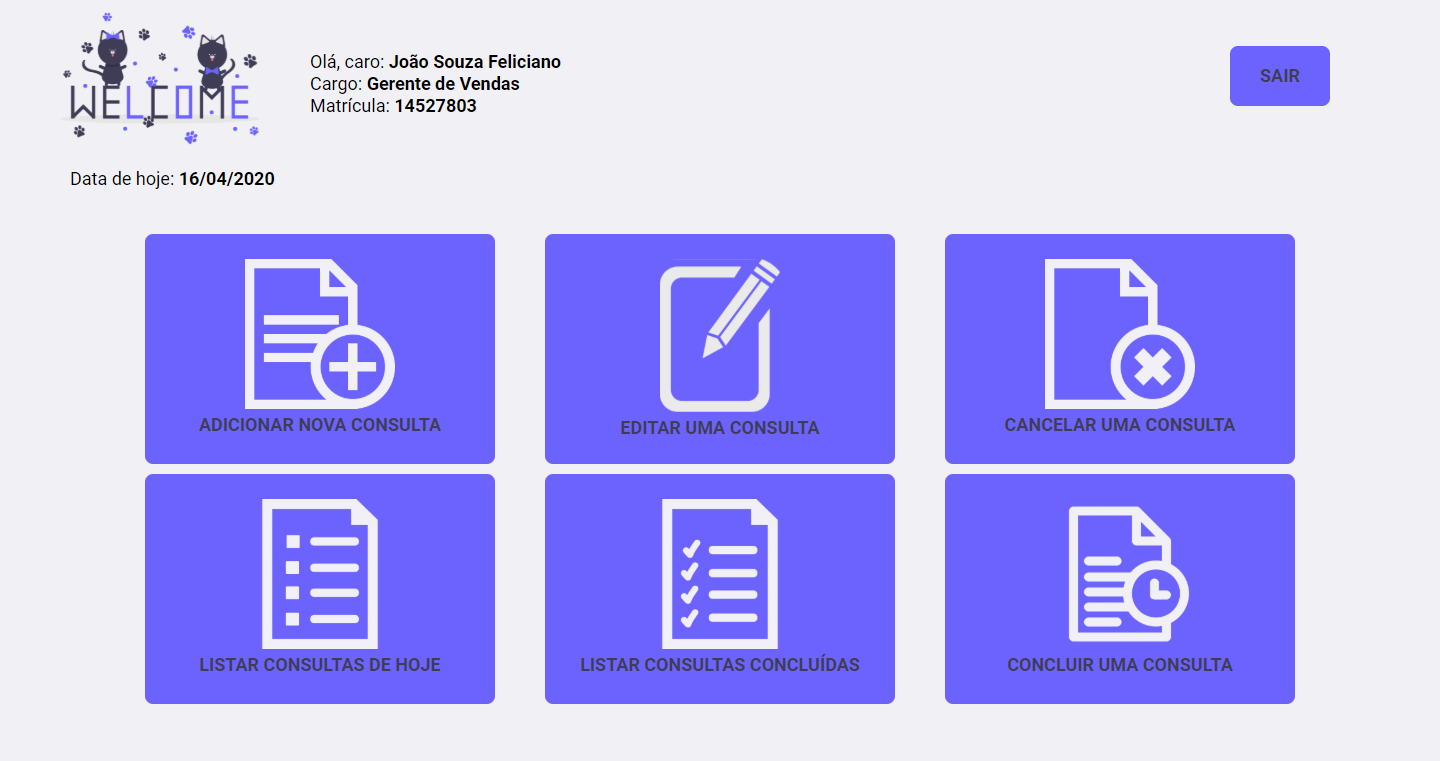 WELCOME
Olá, caro: João Souza Feliciano
Cargo: Gerente de Vendas
Matrícula: 14527803
SAIR
Data de hoje: 16/04/2020
ADICIONAR NOVA CONSULTA
EDITAR UMA CONSULTA
CANCELAR UMA CONSULTA
LISTAR CONSULTAS DE HOJE
LISTAR CONSULTAS CONCLUÍDAS
CONCLUIR UMA CONSULTA